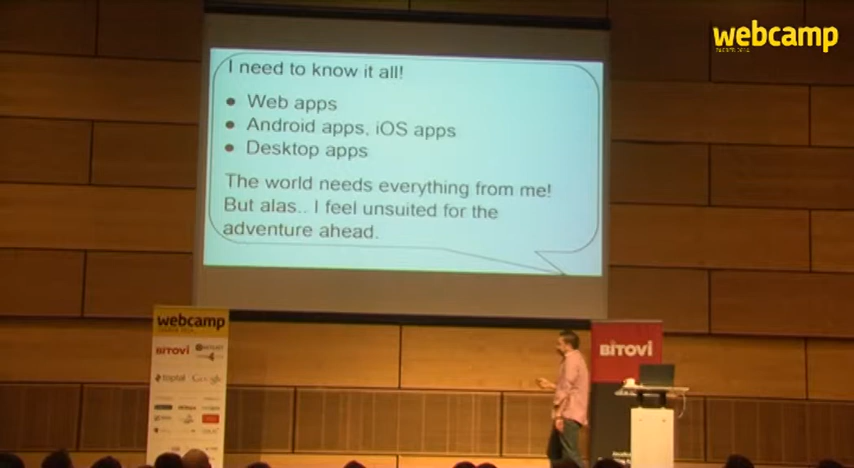 webcamp
I need to know it all!
• Web apps
• Android apps, iOS apps
• Desktop apps
The world needs everything from me!
But alas.. I feel unsuited for the
adventure ahead.
webcamp
BiTOVi
toptal Google
BiTOVi